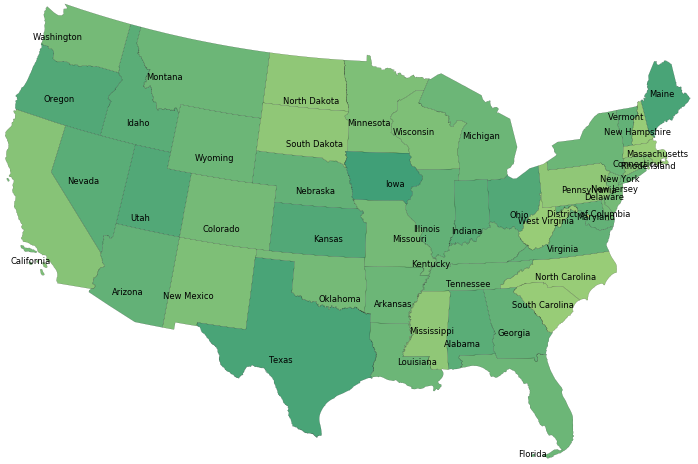 Washington
Montana
North Dakota
Minnesota
Wisconsin
Michigan
Maine
Vermont
New Hampshire
Massachusetts
Connecticut
Rhode Island
New York
Oregon
Idaho
South Dakota
Wyoming
Nevada
Utah
Colorado
Nebraska
Iowa
Kansas
Missouri
Illinois
Indiana
Ohio
Pennsylvania
New Jersey
Delaware
District of Columbia
Maryland
West Virginia
Virginia
California
Arizona
New Mexico
Oklahoma
Arkansas
Kentucky
Tennessee
North Carolina
South Carolina
Texas
Louisiana
Mississippi
Alabama
Georgia
Florida